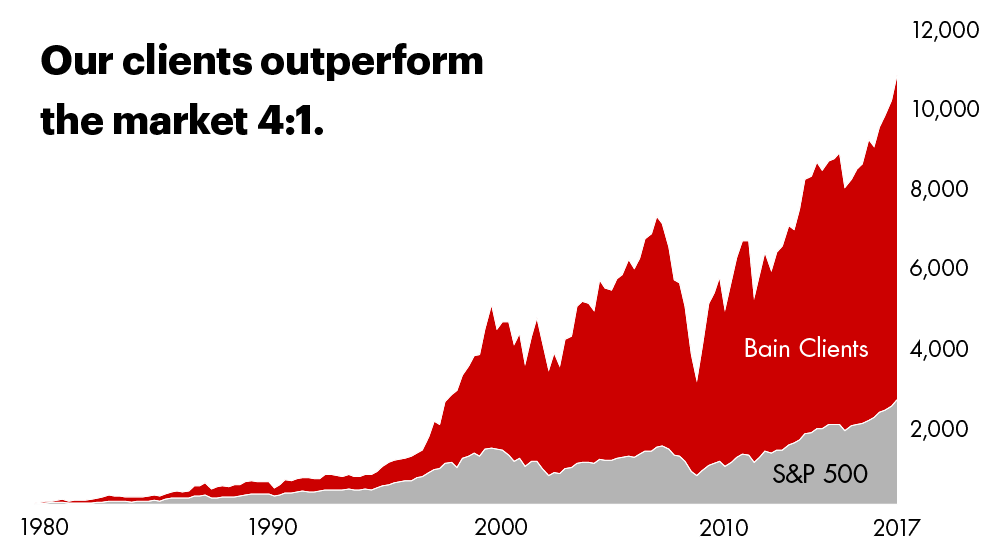 12,000
Our clients outperform
the market 4:1.
10,000
8,000
6,000
Bain Clients
4,000
2,000
S&P 500
1980
1990
2000
2010
2017